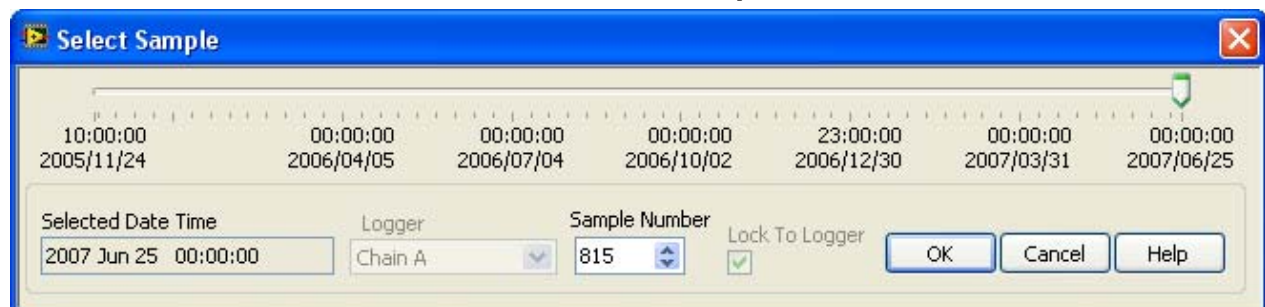 Select Sample
10:00:00 00:00:00 00:00:00 00:00:00 23:00:00 00:00:00 00:00:00
2005/11/24 2006/04/05 2006/07/04 2006/10/02 2006/12/30 2007/03/31 2007/06/25
Selected Date Time Logger Sample Number Lock To Logger
2007 Jun 25 00:00:00 Chain A 815 OK Cancel Help